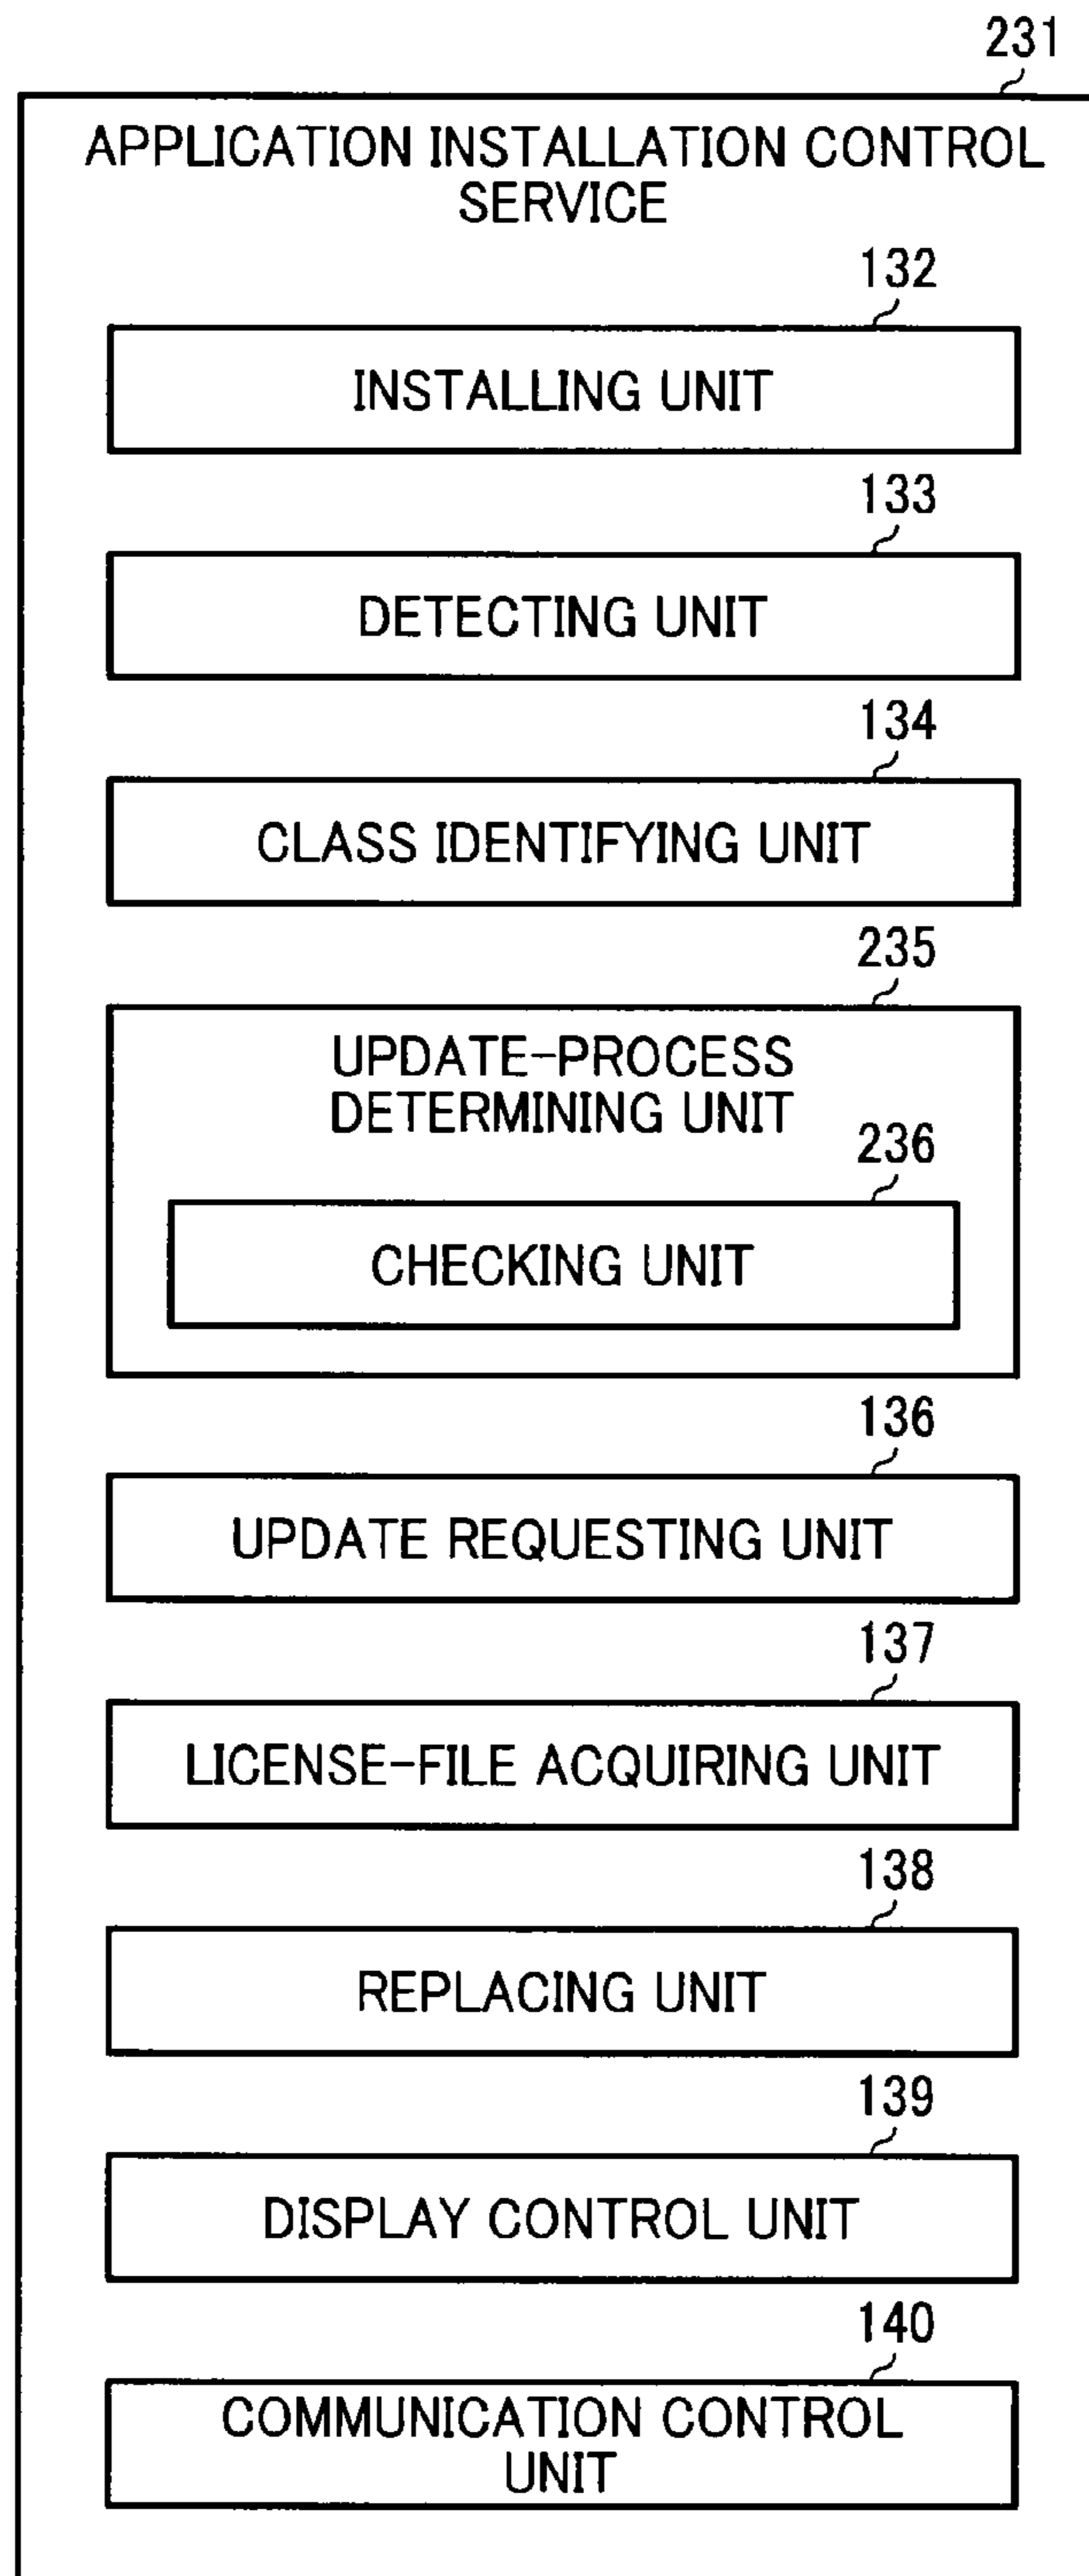 231
APPLICATION INSTALLATION CONTROL
SERVICE
132
INSTALLING UNIT
133
DETECTING UNIT
134
CLASS IDENTIFYING UNIT
235
UPDATE-PROCESS
DETERMINING UNIT
236
CHECKING UNIT
136
UPDATE REQUESTING UNIT
137
LICENSE-FILE ACQUIRING UNIT
138
REPLACING UNIT
139
DISPLAY CONTROL UNIT
140
COMMUNICATION CONTROL
UNIT